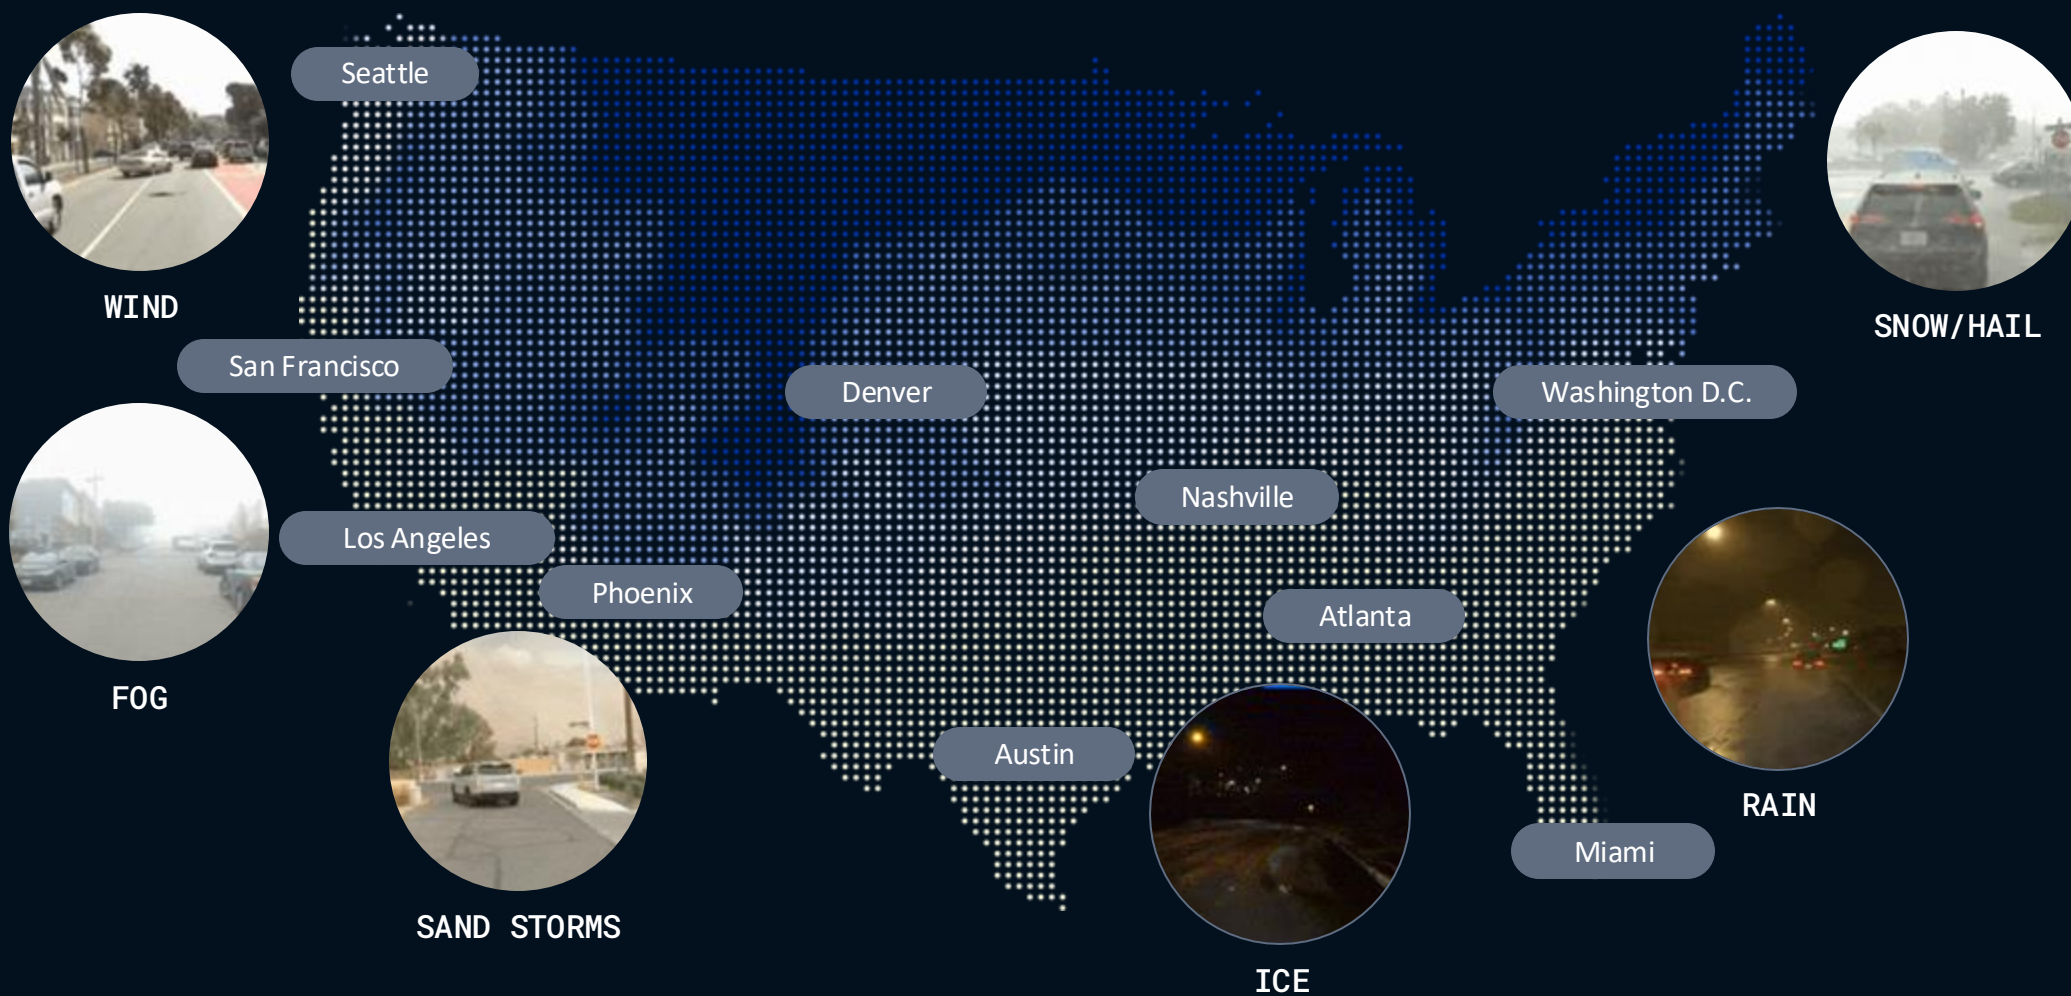 Seattle
WIND
SNOW/HAIL
San Francisco
Denver
Washington D.C.
Nashville
Los Angeles
Phoenix
Atlanta
FOG
Austin
RAIN
Miami
SAND STORMS
ICE